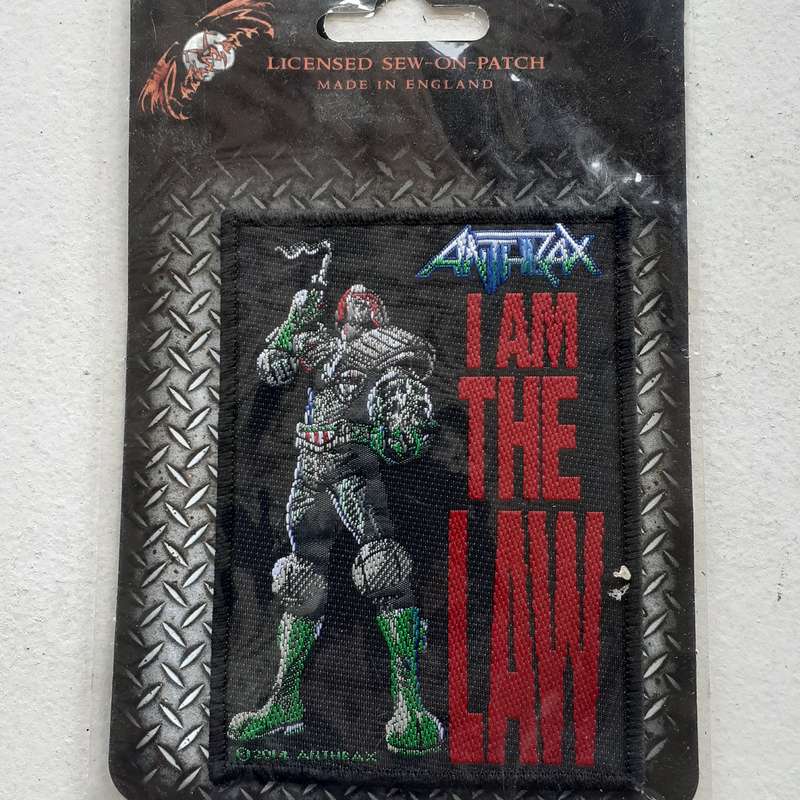 LICENSED SEW-ON-PATCH
MADE IN ENGLAND
ANTHRAX
I AM
THE
LAW
©2014 ANTHRAX